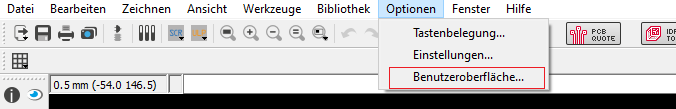 Datei Bearbeiten Zeichnen Ansicht Werkzeuge Bibliothek Optionen Fenster Hilfe
Tastenbelegung...
Einstellungen...
Benutzeroberfläche...
SCR
PCB
QUOTE
0.5 mm (-54.0 146.5)